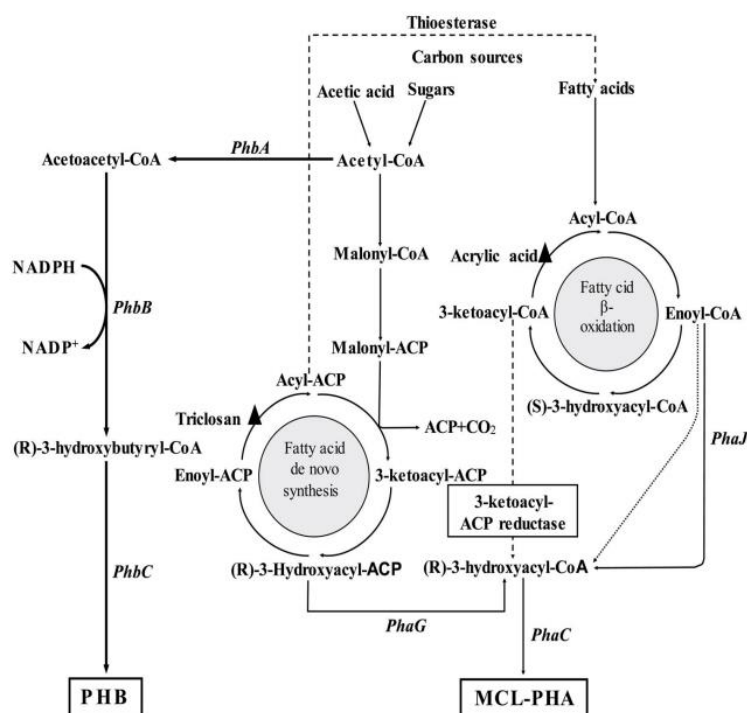 Thioesterase
Carbon sources
Acetic acid
Sugars
Fatty acids
Acetoacetyl-CoA
PhbA
Acetyl-CoA
Acyl-CoA
Malonyl-CoA
Acrylic acid
NADPH
Fatty cid
β-
oxidation
PhbB
3-ketoacyl-CoA
Enoyl-CoA
NADP⁺
Malonyl-ACP
Acyl-ACP
(S)-3-hydroxyacyl-CoA
Triclosan
ACP+CO₂
(R)-3-hydroxybutyryl-CoA
Fatty acid
de novo
synthesis
PhaJ
Enoyl-ACP
3-ketoacyl-ACP
3-ketoacyl-
ACP reductase
(R)-3-Hydroxyacyl-ACP
(R)-3-hydroxyacyl-CoA
PhbC
PhaG
PhaC
PHB
MCL-PHA